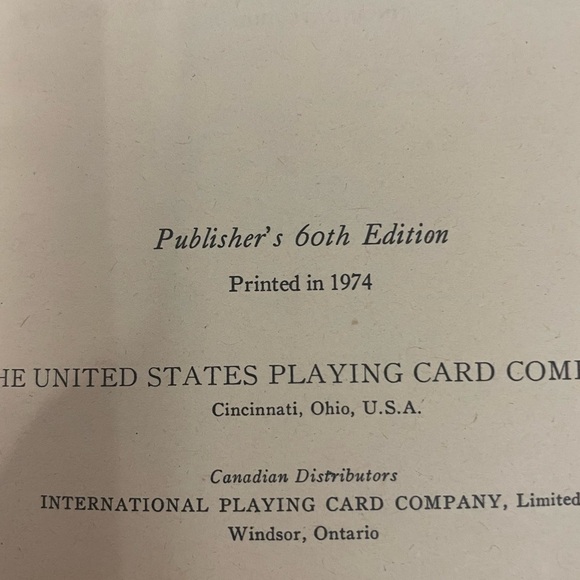 Publisher's 60th Edition
Printed in 1974
HE UNITED STATES PLAYING CARD COM
Cincinnati, Ohio, U.S.A.
Canadian Distributors
INTERNATIONAL PLAYING CARD COMPANY, Limited
Windsor, Ontario